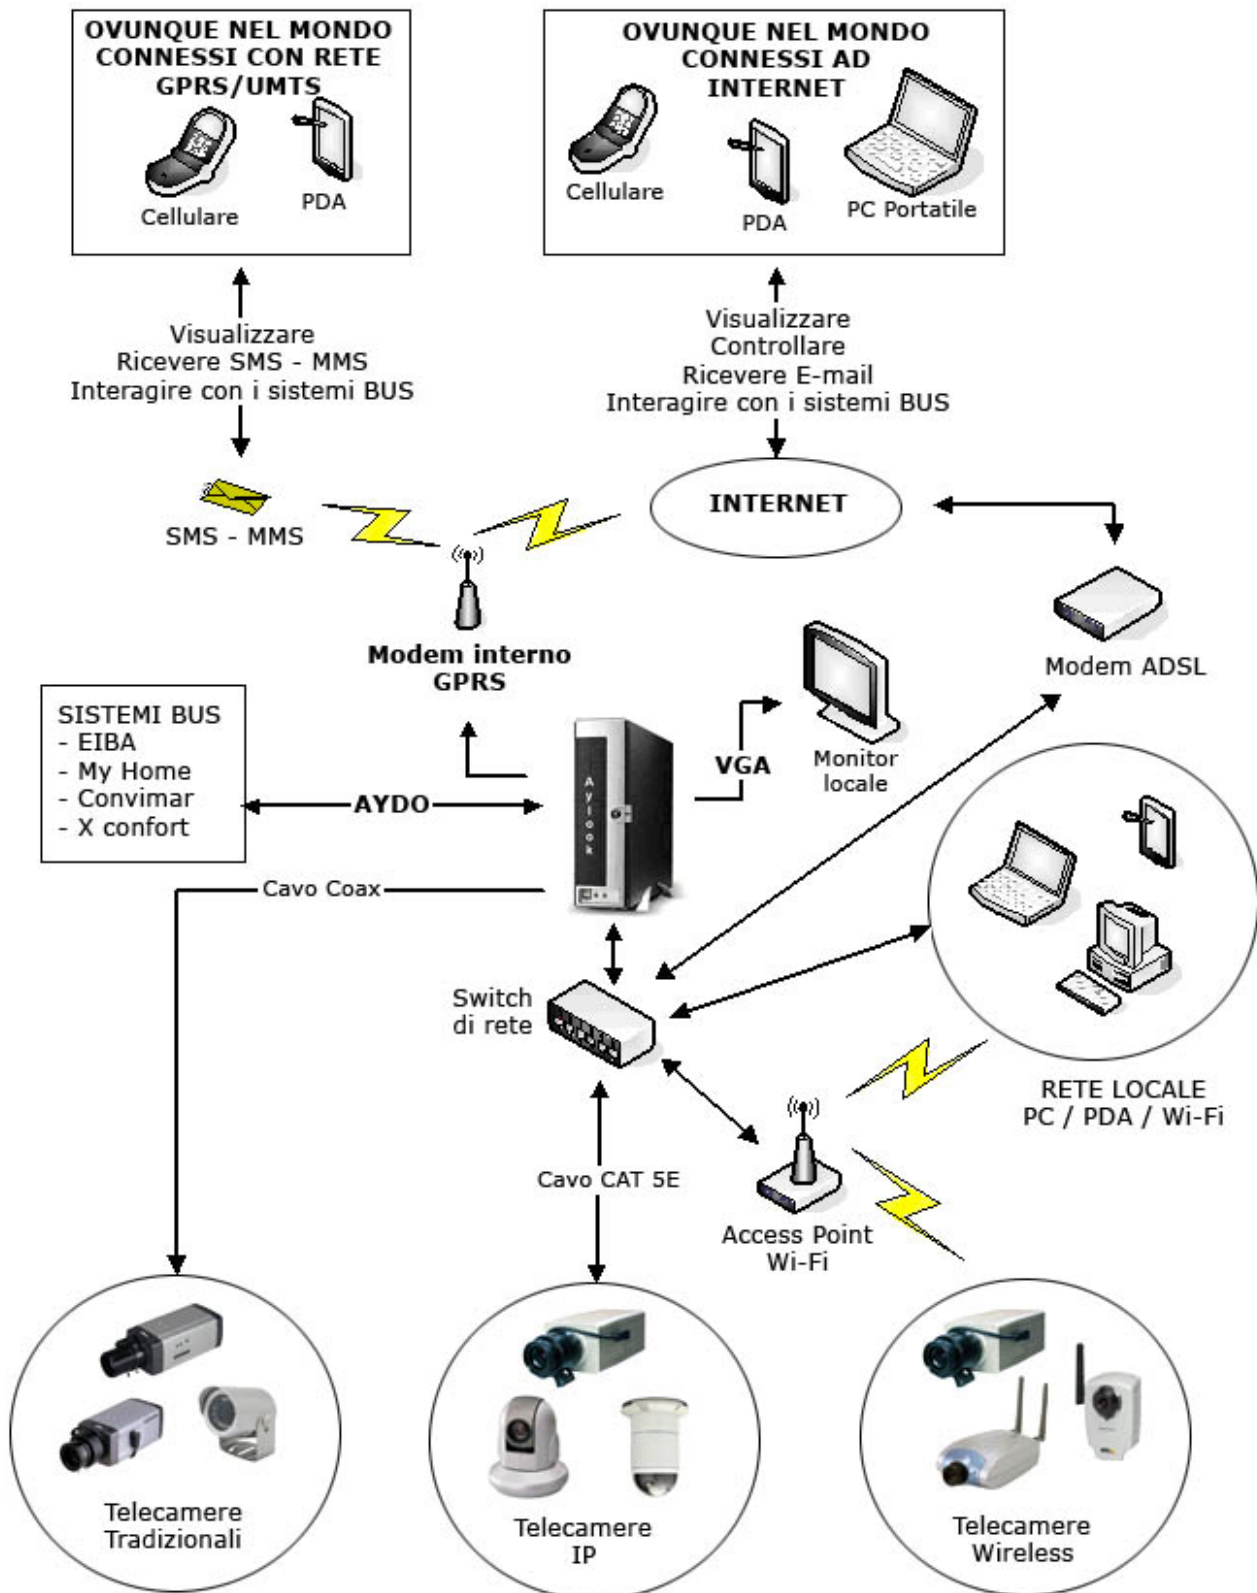 OVUNQUE NEL MONDO
CONNESSI CON RETE
GPRS/UMTS
Cellulare
PDA
OVUNQUE NEL MONDO
CONNESSI AD
INTERNET
Cellulare
PDA
PC Portatile
Visualizzare
Ricevere SMS - MMS
Interagire con i sistemi BUS
Visualizzare
Controllare
Ricevere E-mail
Interagire con i sistemi BUS
SMS - MMS
INTERNET
Modem interno
GPRS
Modem ADSL
SISTEMI BUS
- EIBA
- My Home
- Convimar
- X confort
AYDO
Aylook
VGA
Monitor
locale
Cavo Coax
Switch
di rete
RETE LOCALE
PC / PDA / Wi-Fi
Cavo CAT 5E
Access Point
Wi-Fi
Telecamere
Tradizionali
Telecamere
IP
Telecamere
Wireless